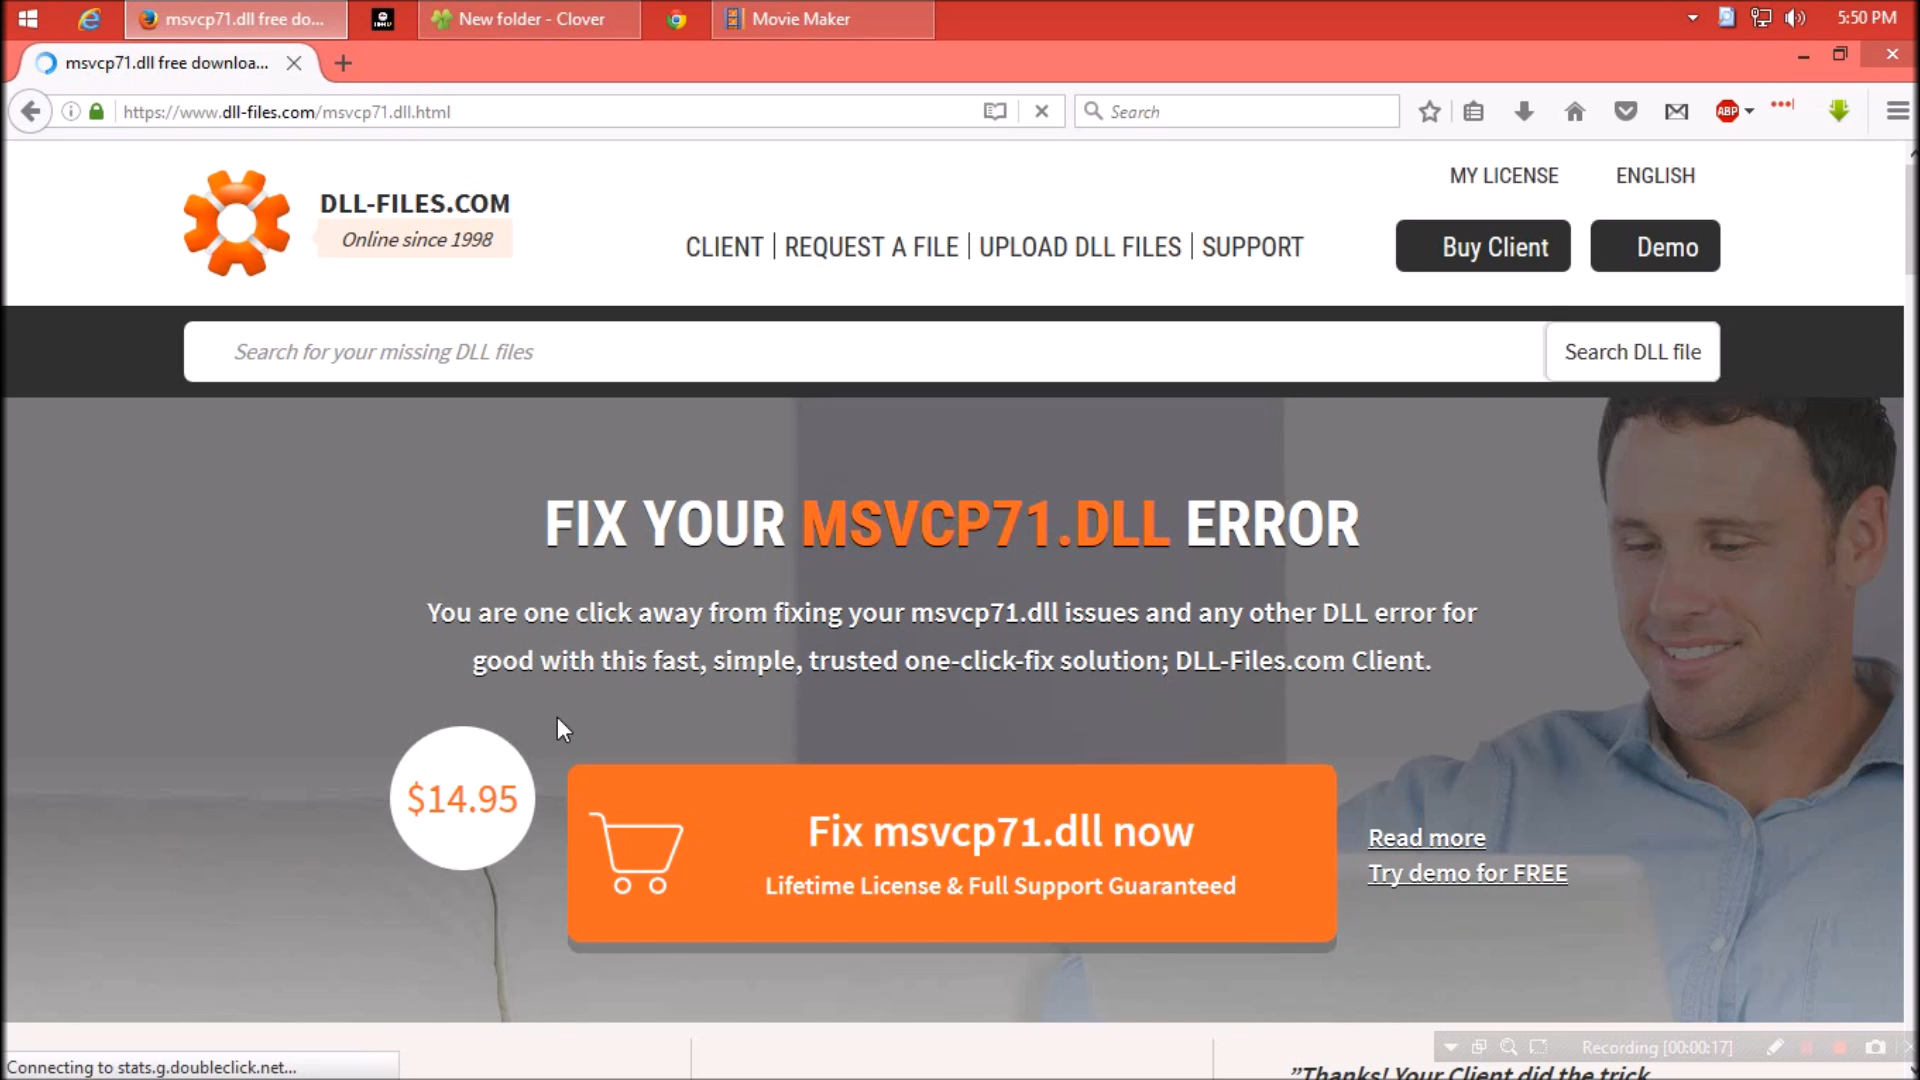 msvcp71.dll free do...
New folder - Clover
Movie Maker
5:50 PM
msvcp71.dll free downloa...
https://www.dll-files.com/msvcp71.dll.html
Search
ABP
MY LICENSE
ENGLISH
DLL-FILES.COM
Online since 1998
CLIENT
REQUEST A FILE
UPLOAD DLL FILES
SUPPORT
Buy Client
Demo
Search for your missing DLL files
Search DLL file
FIX YOUR MSVCP71.DLL ERROR
You are one click away from fixing your msvcp71.dll issues and any other DLL error for
good with this fast, simple, trusted one-click-fix solution; DLL-Files.com Client.
$14.95
Fix msvcp71.dll now
Lifetime License & Full Support Guaranteed
Read more
Try demo for FREE
Connecting to stats.g.doubleclick.net...
Recording [00:00:17]
"Thanks! Your Client did the trick